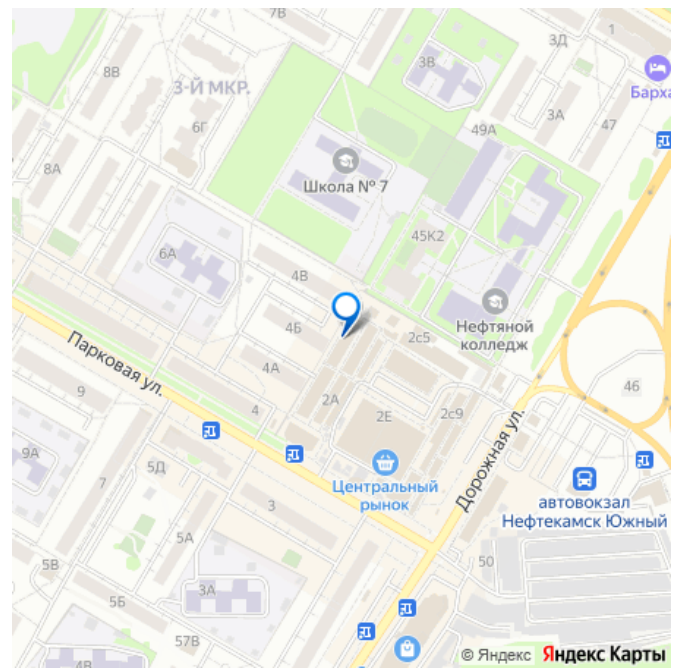 7В
3Д
1
8В
3В
3-Й МКР.
Барха
3А
47
6Г
49А
8А
Школа № 7
45К2
6А
4В
Нефтяной
колледж
4Б
2с5
Парковая ул.
4А
46
9
2А
2Е
2с9
4
Дорожная ул.
9А
5Д
Центральный
рынок
автовокзал
Нефтекамск Южный
7
3
5А
50
5В
5Б
3А
57В
4В
© Яндекс Яндекс Карты